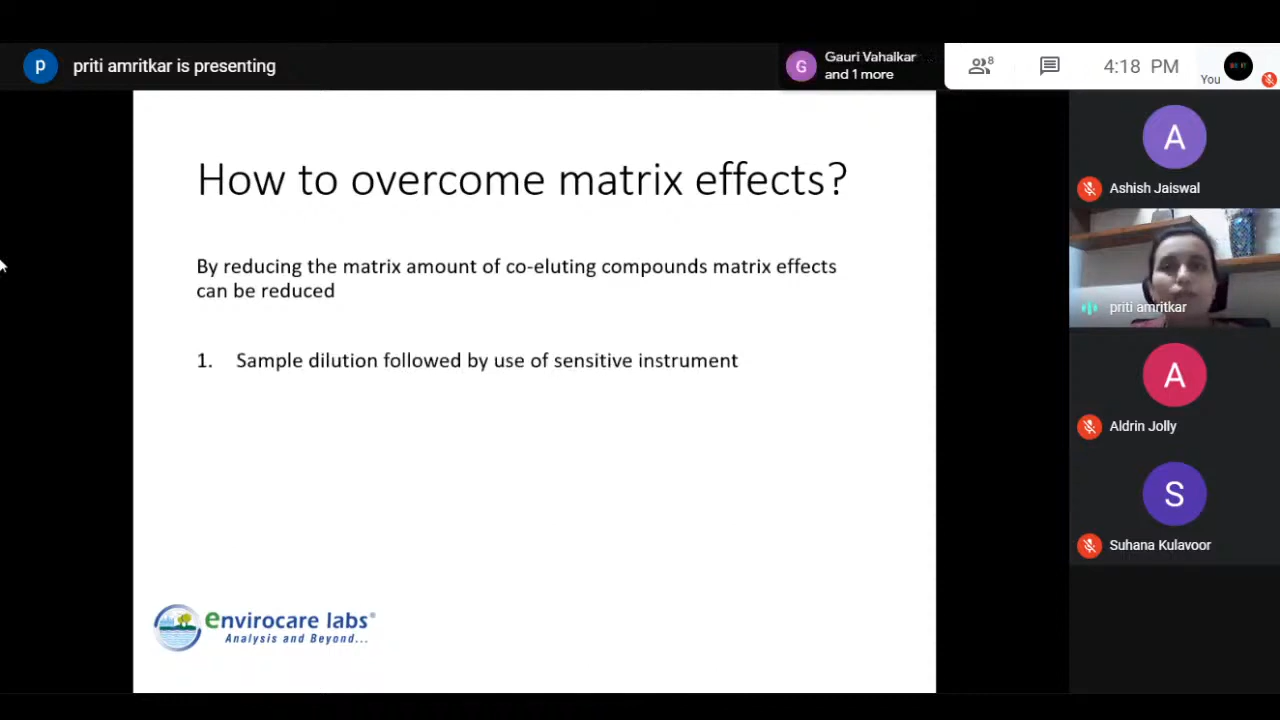 p
priti amritkar is presenting
G
Gauri Vahalkar
and 1 more
8
4:18 PM
You
How to overcome matrix effects?
By reducing the matrix amount of co-eluting compounds matrix effects
can be reduced
1. Sample dilution followed by use of sensitive instrument
envirocare labs®
Analysis and Beyond...
A
Ashish Jaiswal
priti amritkar
A
Aldrin Jolly
S
Suhana Kulavoor